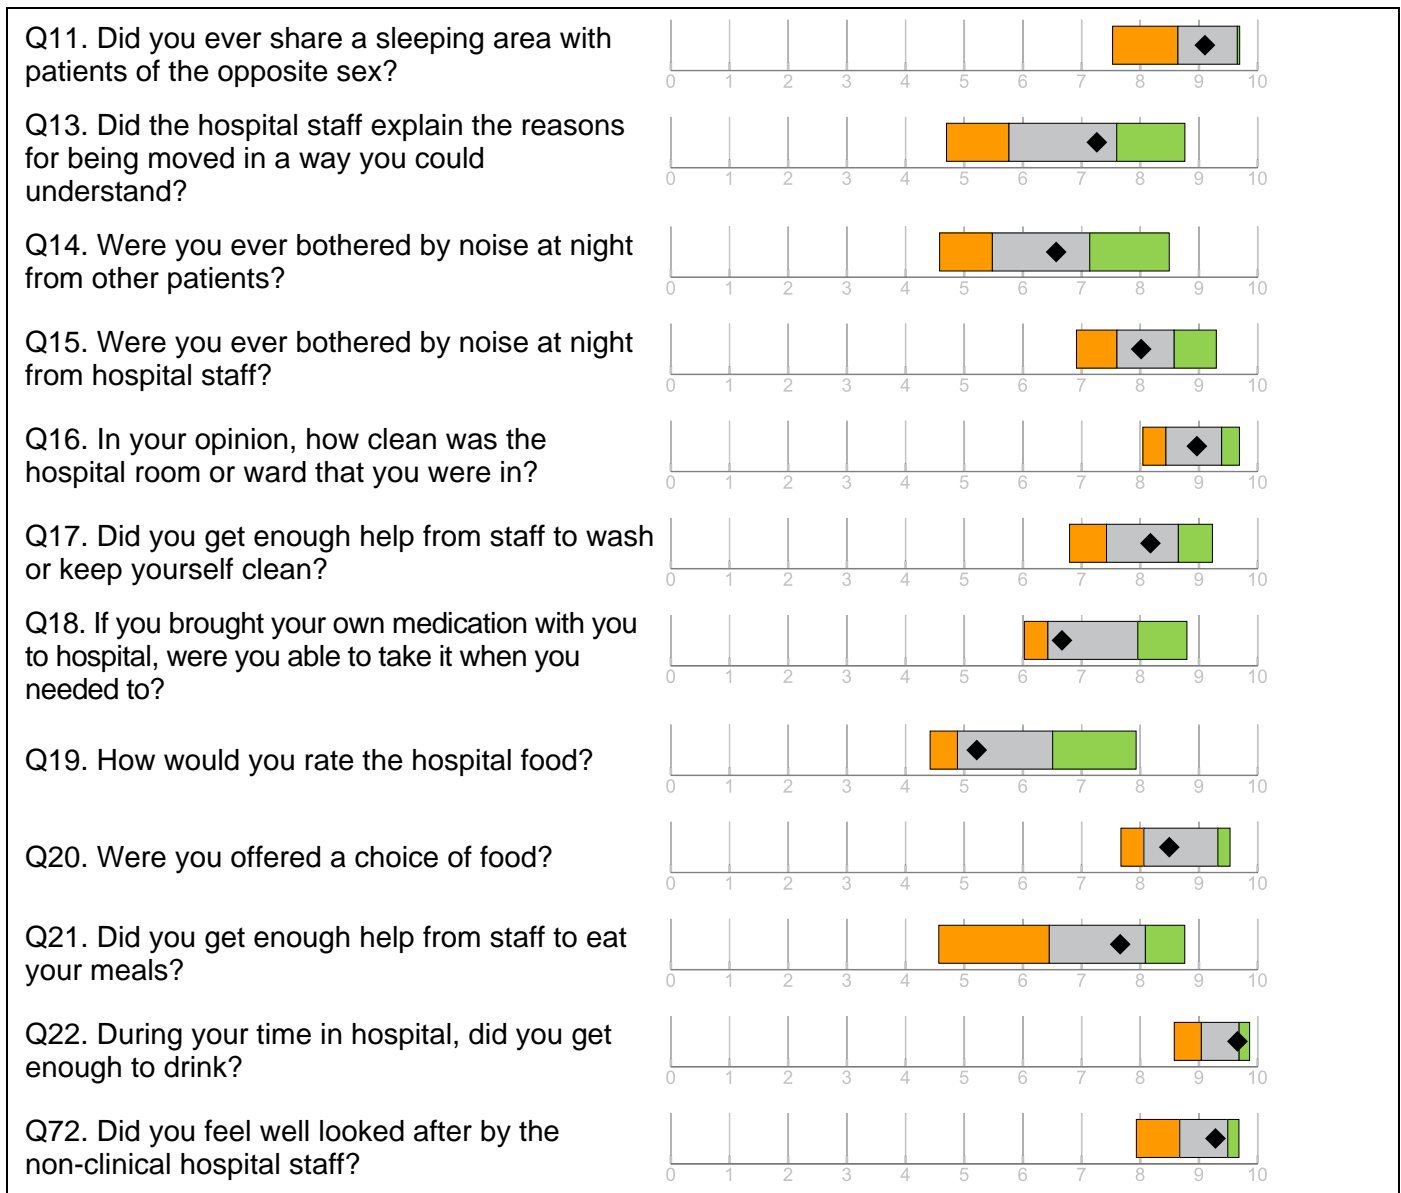 Q11. Did you ever share a sleeping area with
patients of the opposite sex?
0 1 2 3 4 5 6 7 8 9 10
Q13. Did the hospital staff explain the reasons
for being moved in a way you could
understand?
0 1 2 3 4 5 6 7 8 9 10
Q14. Were you ever bothered by noise at night
from other patients?
0 1 2 3 4 5 6 7 8 9 10
Q15. Were you ever bothered by noise at night
from hospital staff?
0 1 2 3 4 5 6 7 8 9 10
Q16. In your opinion, how clean was the
hospital room or ward that you were in?
0 1 2 3 4 5 6 7 8 9 10
Q17. Did you get enough help from staff to wash
or keep yourself clean?
0 1 2 3 4 5 6 7 8 9 10
Q18. If you brought your own medication with you
to hospital, were you able to take it when you
needed to?
0 1 2 3 4 5 6 7 8 9 10
Q19. How would you rate the hospital food?
0 1 2 3 4 5 6 7 8 9 10
Q20. Were you offered a choice of food?
0 1 2 3 4 5 6 7 8 9 10
Q21. Did you get enough help from staff to eat
your meals?
0 1 2 3 4 5 6 7 8 9 10
Q22. During your time in hospital, did you get
enough to drink?
0 1 2 3 4 5 6 7 8 9 10
Q72. Did you feel well looked after by the
non-clinical hospital staff?
0 1 2 3 4 5 6 7 8 9 10